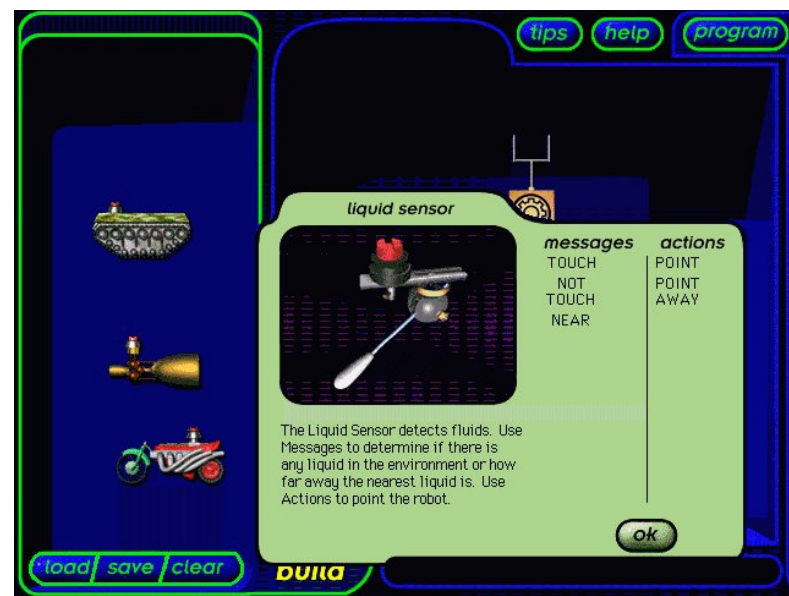 tips help program
liquid sensor
messages actions
TOUCH POINT
NOT POINT
TOUCH AWAY
NEAR
The Liquid Sensor detects fluids. Use
Messages to determine if there is
any liquid in the environment or how
far away the nearest liquid is. Use
Actions to point the robot.
ok
load save clear
build